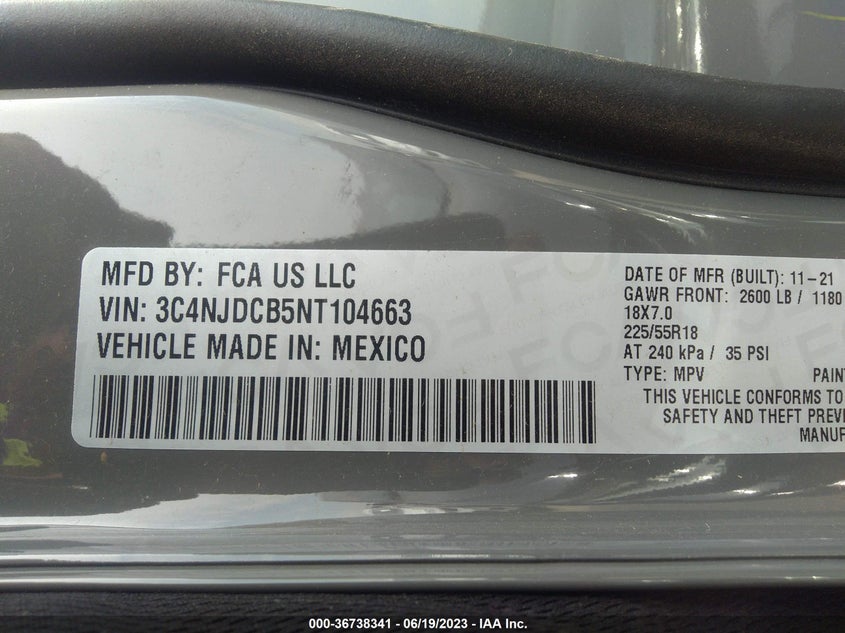 MFD BY: FCA US LLC
VIN: 3C4NJDCB5NT104663
VEHICLE MADE IN: MEXICO
DATE OF MFR (BUILT): 11-21
GAWR FRONT: 2600 LB / 1180
18X7.0
225/55R18
AT 240 kPa / 35 PSI
TYPE: MPV PAINT
THIS VEHICLE CONFORMS TO
SAFETY AND THEFT PREVE
MANUF
000-36738341 - 06/19/2023 - IAA Inc.